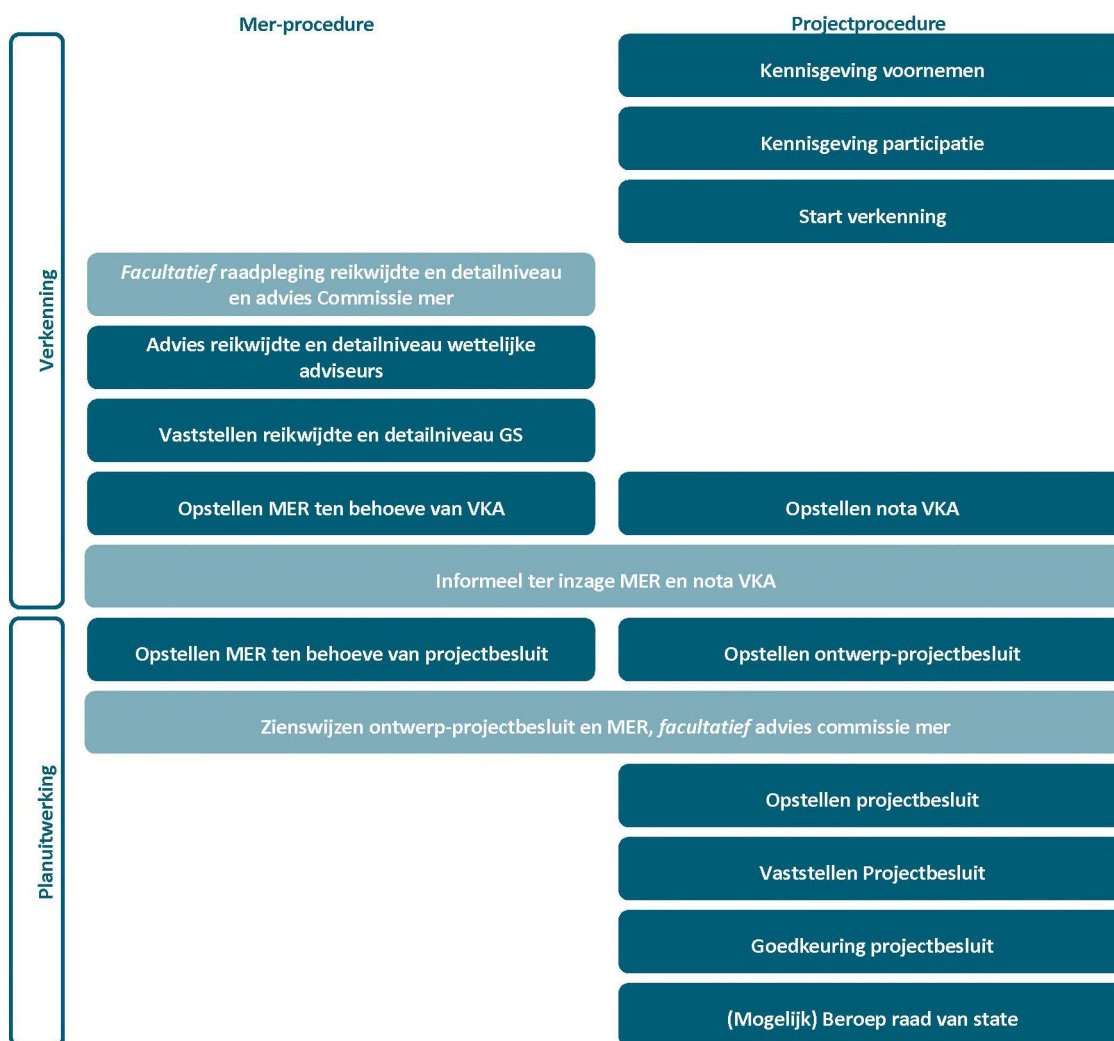 Mer-procedure
Projectprocedure
Verkenning
Kennisgeving voornemen
Kennisgeving participatie
Start verkenning
Facultatief raadpleging reikwijdte en detailniveau
en advies Commissie mer
Advies reikwijdte en detailniveau wettelijke
adviseurs
Vaststellen reikwijdte en detailniveau GS
Opstellen MER ten behoeve van VKA
Opstellen nota VKA
Informeel ter inzage MER en nota VKA
Planuitwerking
Opstellen MER ten behoeve van projectbesluit
Opstellen ontwerp-projectbesluit
Zienswijzen ontwerp-projectbesluit en MER, facultatief advies commissie mer
Opstellen projectbesluit
Vaststellen Projectbesluit
Goedkeuring projectbesluit
(Mogelijk) Beroep raad van state